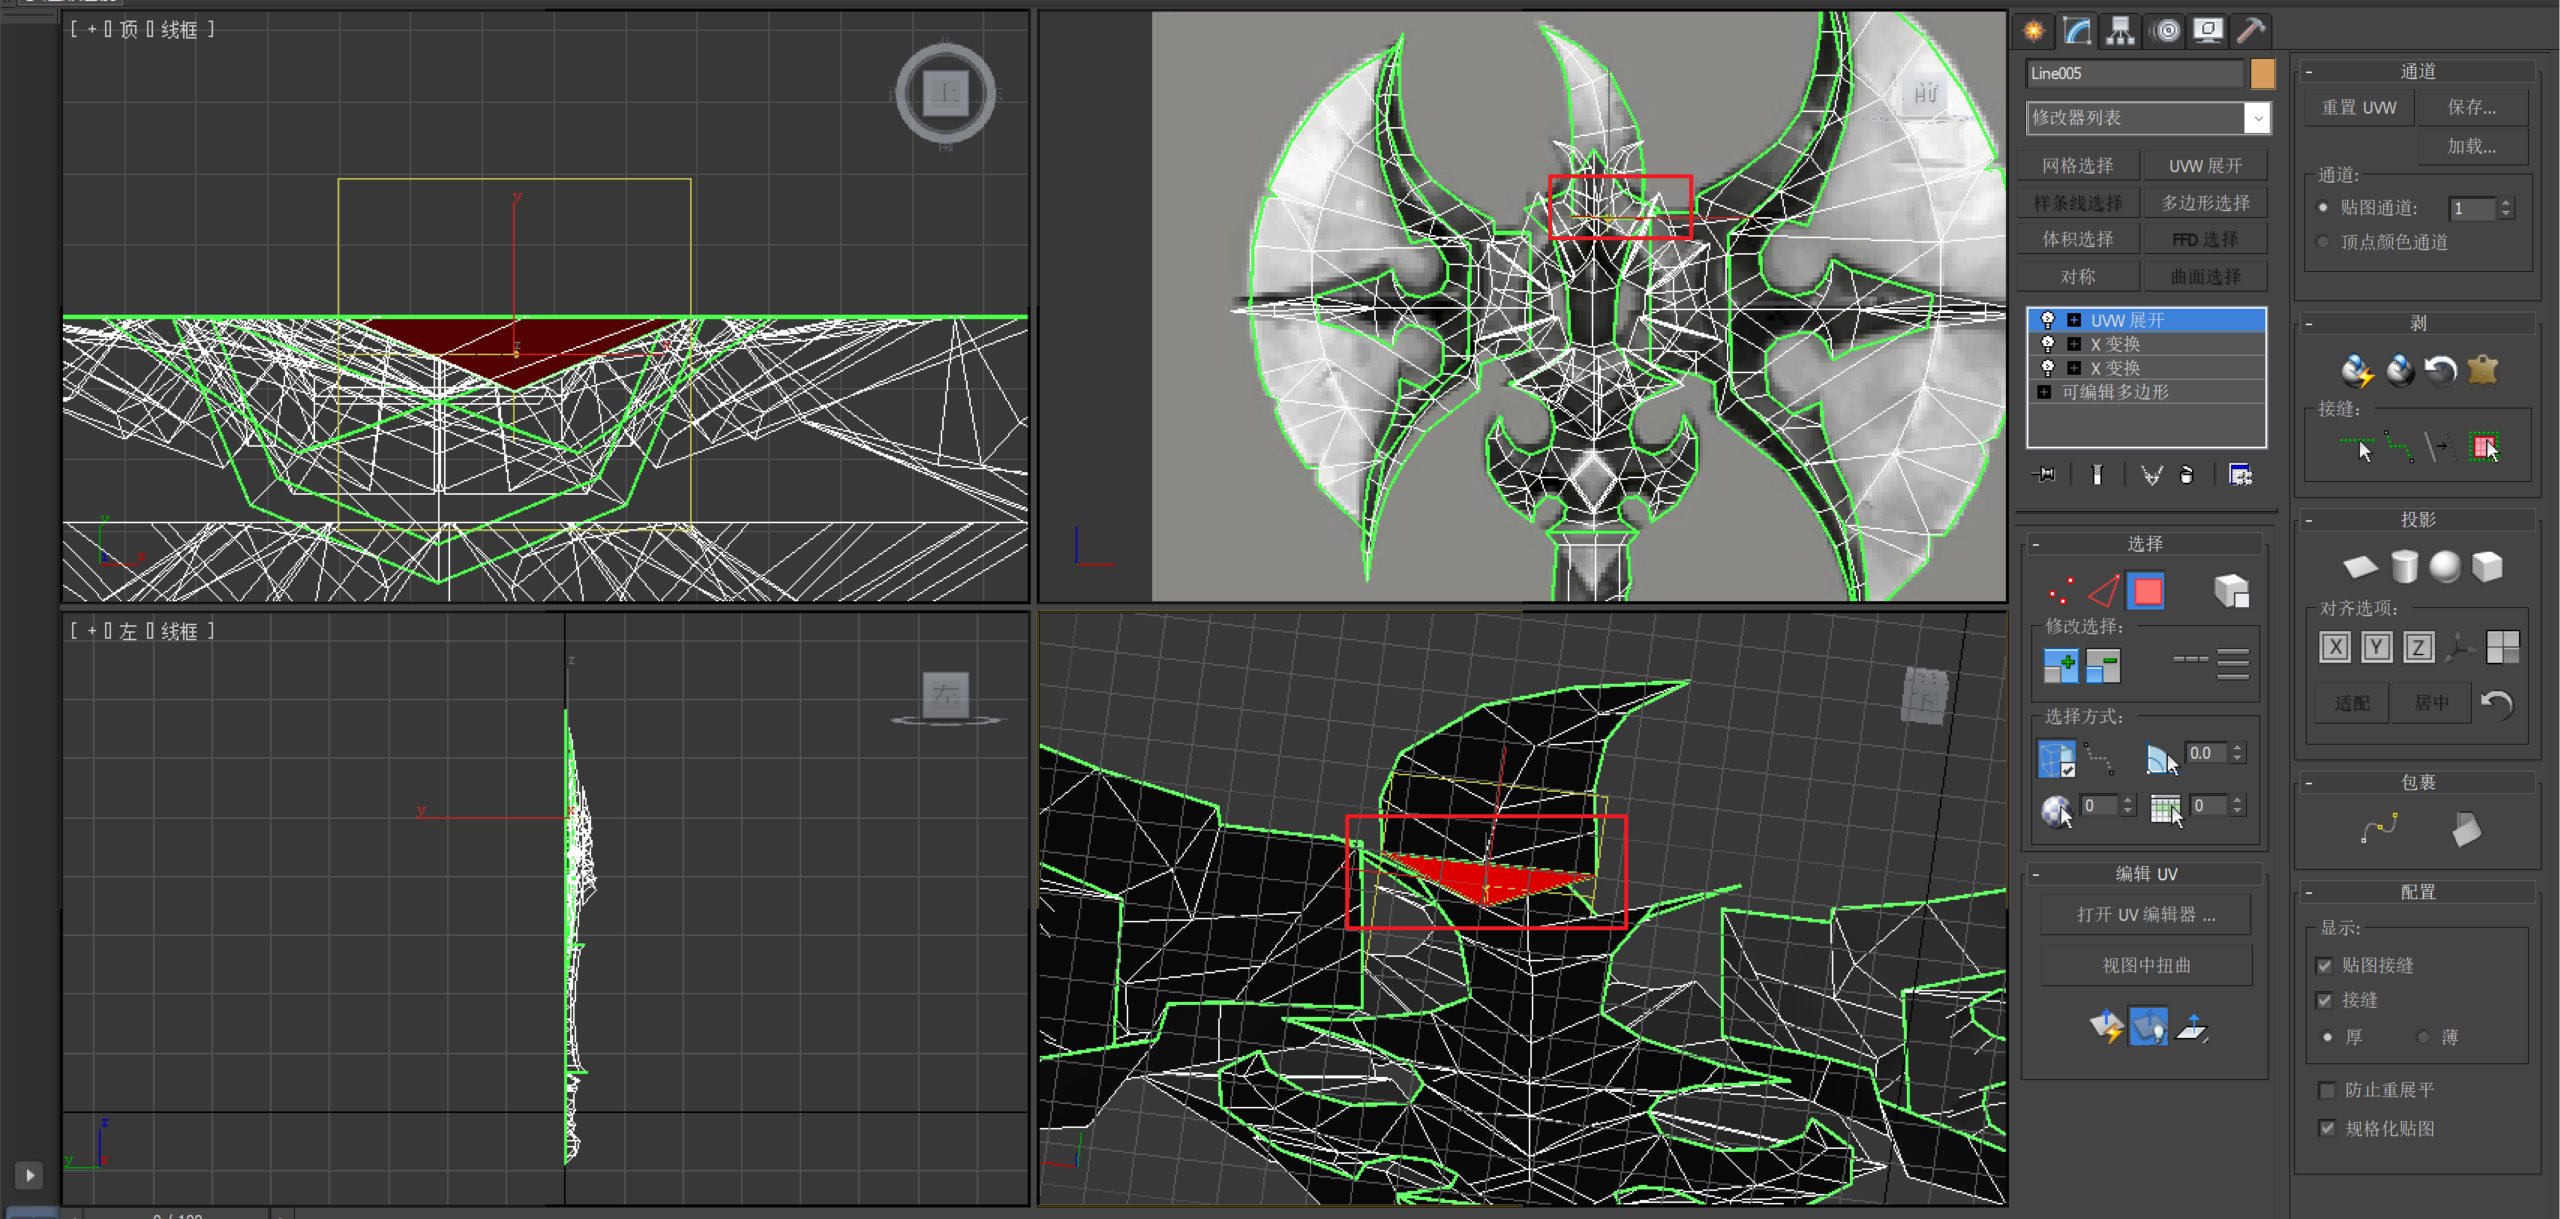 [ + ▯ 顶 ▯ 线框 ]
上
y
z
x
y
x
前
[ + ▯ 左 ▯ 线框 ]
左
z
y
x
z
y
下
0 / 100
Line005
修改器列表
网格选择
UVW 展开
样条线选择
多边形选择
体积选择
FFD 选择
对称
曲面选择
UVW 展开
X 变换
X 变换
可编辑多边形
- 选择
修改选择:
选择方式:
0.0
0
0
- 编辑 UV
打开 UV 编辑器 ...
视图中扭曲
- 通道
重置 UVW
保存...
加载...
通道:
贴图通道: 1
顶点颜色通道
- 剥
接缝:
- 投影
对齐选项:
X Y Z
适配
居中
- 包裹
- 配置
显示:
贴图接缝
接缝
厚
薄
防止重展平
规格化贴图